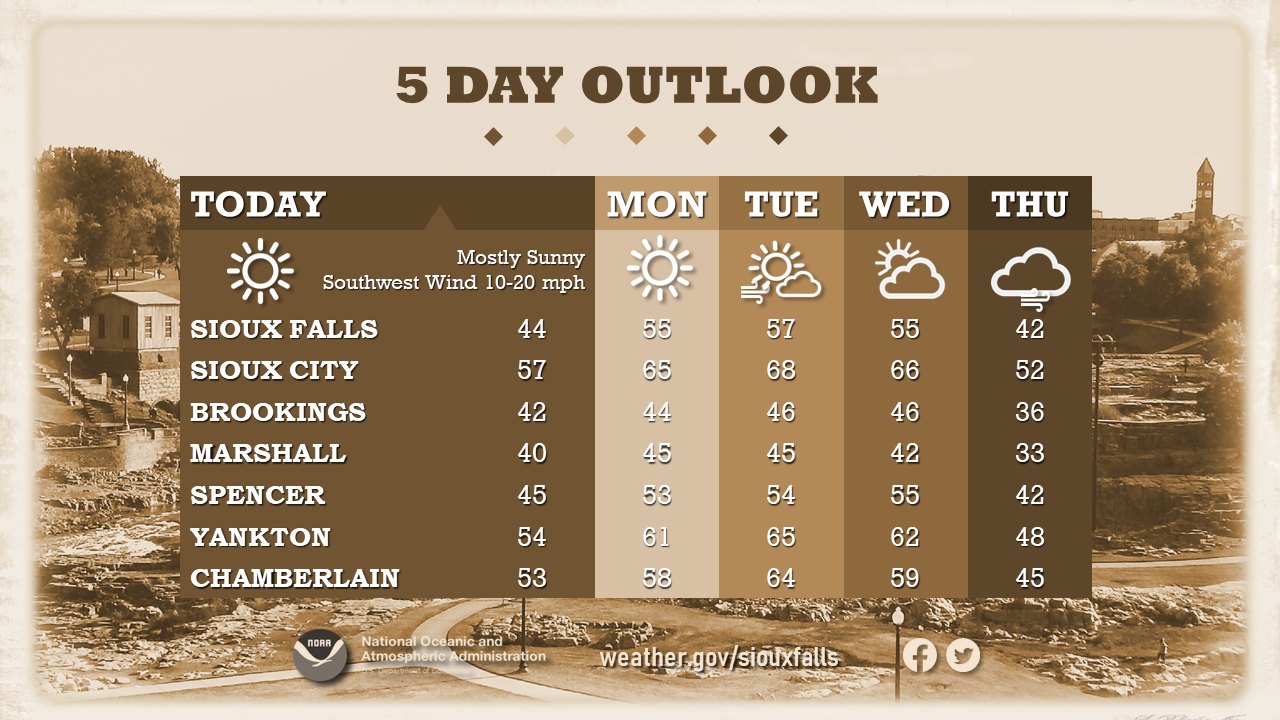 5 DAY OUTLOOK
TODAY MON TUE WED THU
Mostly Sunny
Southwest Wind 10-20 mph
SIOUX FALLS 44 55 57 55 42
SIOUX CITY 57 65 68 66 52
BROOKINGS 42 44 46 46 36
MARSHALL 40 45 45 42 33
SPENCER 45 53 54 55 42
YANKTON 54 61 65 62 48
CHAMBERLAIN 53 58 64 59 45
NOAA
National Oceanic and
Atmospheric Administration
U.S. Department of
weather.gov/siouxfalls